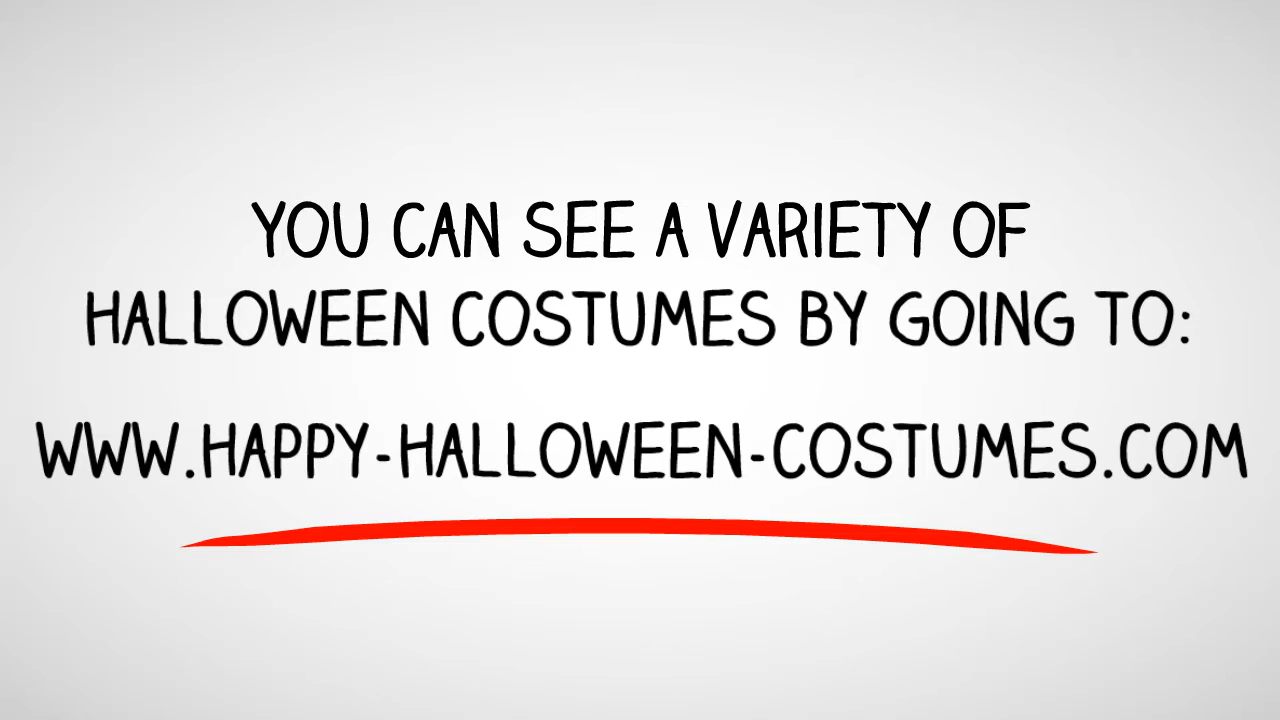 YOU CAN SEE A VARIETY OF
HALLOWEEN COSTUMES BY GOING TO:
WWW.HAPPY-HALLOWEEN-COSTUMES.COM